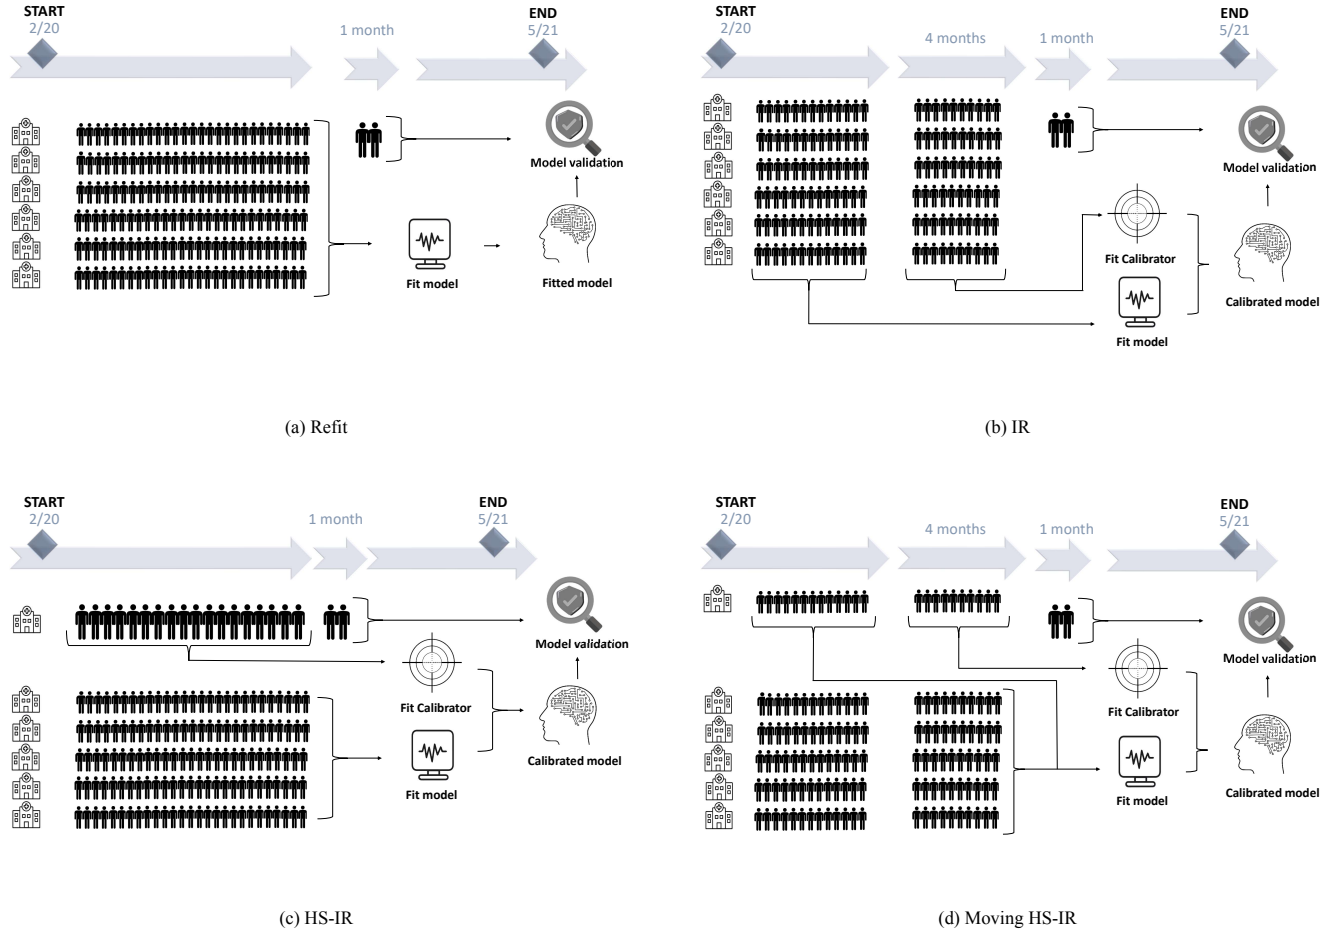 START
2/20
1 month
END
5/21
Model validation
Fit model
Fitted model
(a) Refit
START
2/20
4 months
1 month
END
5/21
Model validation
Fit Calibrator
Calibrated model
Fit model
(b) IR
START
2/20
1 month
END
5/21
Model validation
Fit Calibrator
Calibrated model
Fit model
(c) HS-IR
START
2/20
4 months
1 month
END
5/21
Model validation
Fit Calibrator
Calibrated model
Fit model
(d) Moving HS-IR